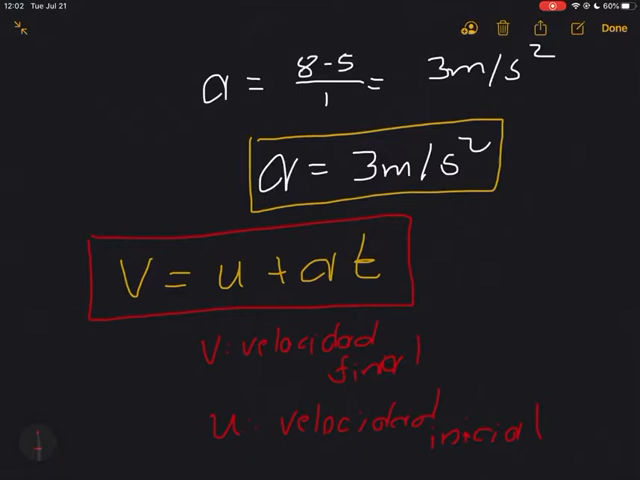 12:02 Tue Jul 21
60%
Done
a = 8-5/1 = 3m/s²
a = 3m/s²
V = u + at
V: velocidad
final
u: velocidad inicial